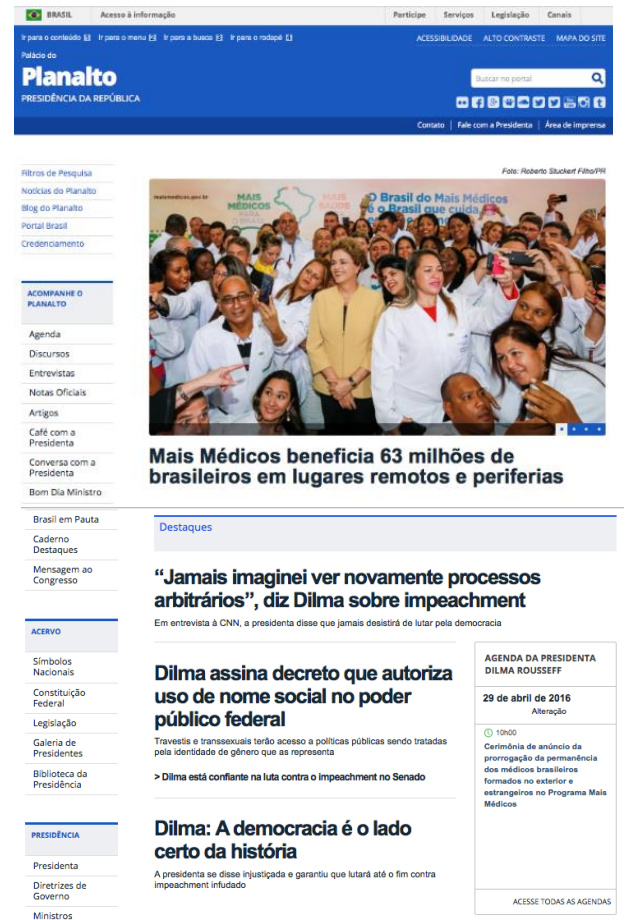 BRASIL Acesso à informação Participe Serviços Legislação Canais
Ir para o conteúdo 1 Ir para o menu 2 Ir para a busca 3 Ir para o rodapé 4 ACESSIBILIDADE ALTO CONTRASTE MAPA DO SITE
Palácio do
Planalto
PRESIDÊNCIA DA REPÚBLICA
Buscar no portal
Contato | Fale com a Presidenta | Área de Imprensa
Filtros de Pesquisa
Notícias do Planalto
Blog do Planalto
Portal Brasil
Credenciamento
Foto: Roberto Stuckert Filho/PR
maismedicos.gov.br
MAIS
MÉDICOS
PARA
O BRASIL
MAIS
SAÚDE
O Brasil do Mais Médicos
é o Brasil que cuida
ACOMPANHE O
PLANALTO
Agenda
Discursos
Entrevistas
Notas Oficiais
Artigos
Café com a
Presidenta
Conversa com a
Presidenta
Bom Dia Ministro
Mais Médicos beneficia 63 milhões de
brasileiros em lugares remotos e periferias
Brasil em Pauta
Caderno
Destaques
Mensagem ao
Congresso
ACERVO
Símbolos
Nacionais
Constituição
Federal
Legislação
Galeria de
Presidentes
Biblioteca da
Presidência
PRESIDÊNCIA
Presidenta
Diretrizes de
Governo
Ministros
Destaques
“Jamais imaginei ver novamente processos
arbitrários”, diz Dilma sobre impeachment
Em entrevista à CNN, a presidenta disse que jamais desistirá de lutar pela democracia
Dilma assina decreto que autoriza
uso de nome social no poder
público federal
Travestis e transsexuais terão acesso a políticas públicas sendo tratadas
pela identidade de gênero que as representa
> Dilma está confiante na luta contra o impeachment no Senado
Dilma: A democracia é o lado
certo da história
A presidenta se disse injustiçada e garantiu que lutará até o fim contra
impeachment infudado
AGENDA DA PRESIDENTA
DILMA ROUSSEFF
29 de abril de 2016
Alteração
10h00
Cerimônia de anúncio da
prorrogação da permanência
dos médicos brasileiros
formados no exterior e
estrangeiros no Programa Mais
Médicos
ACESSE TODAS AS AGENDAS